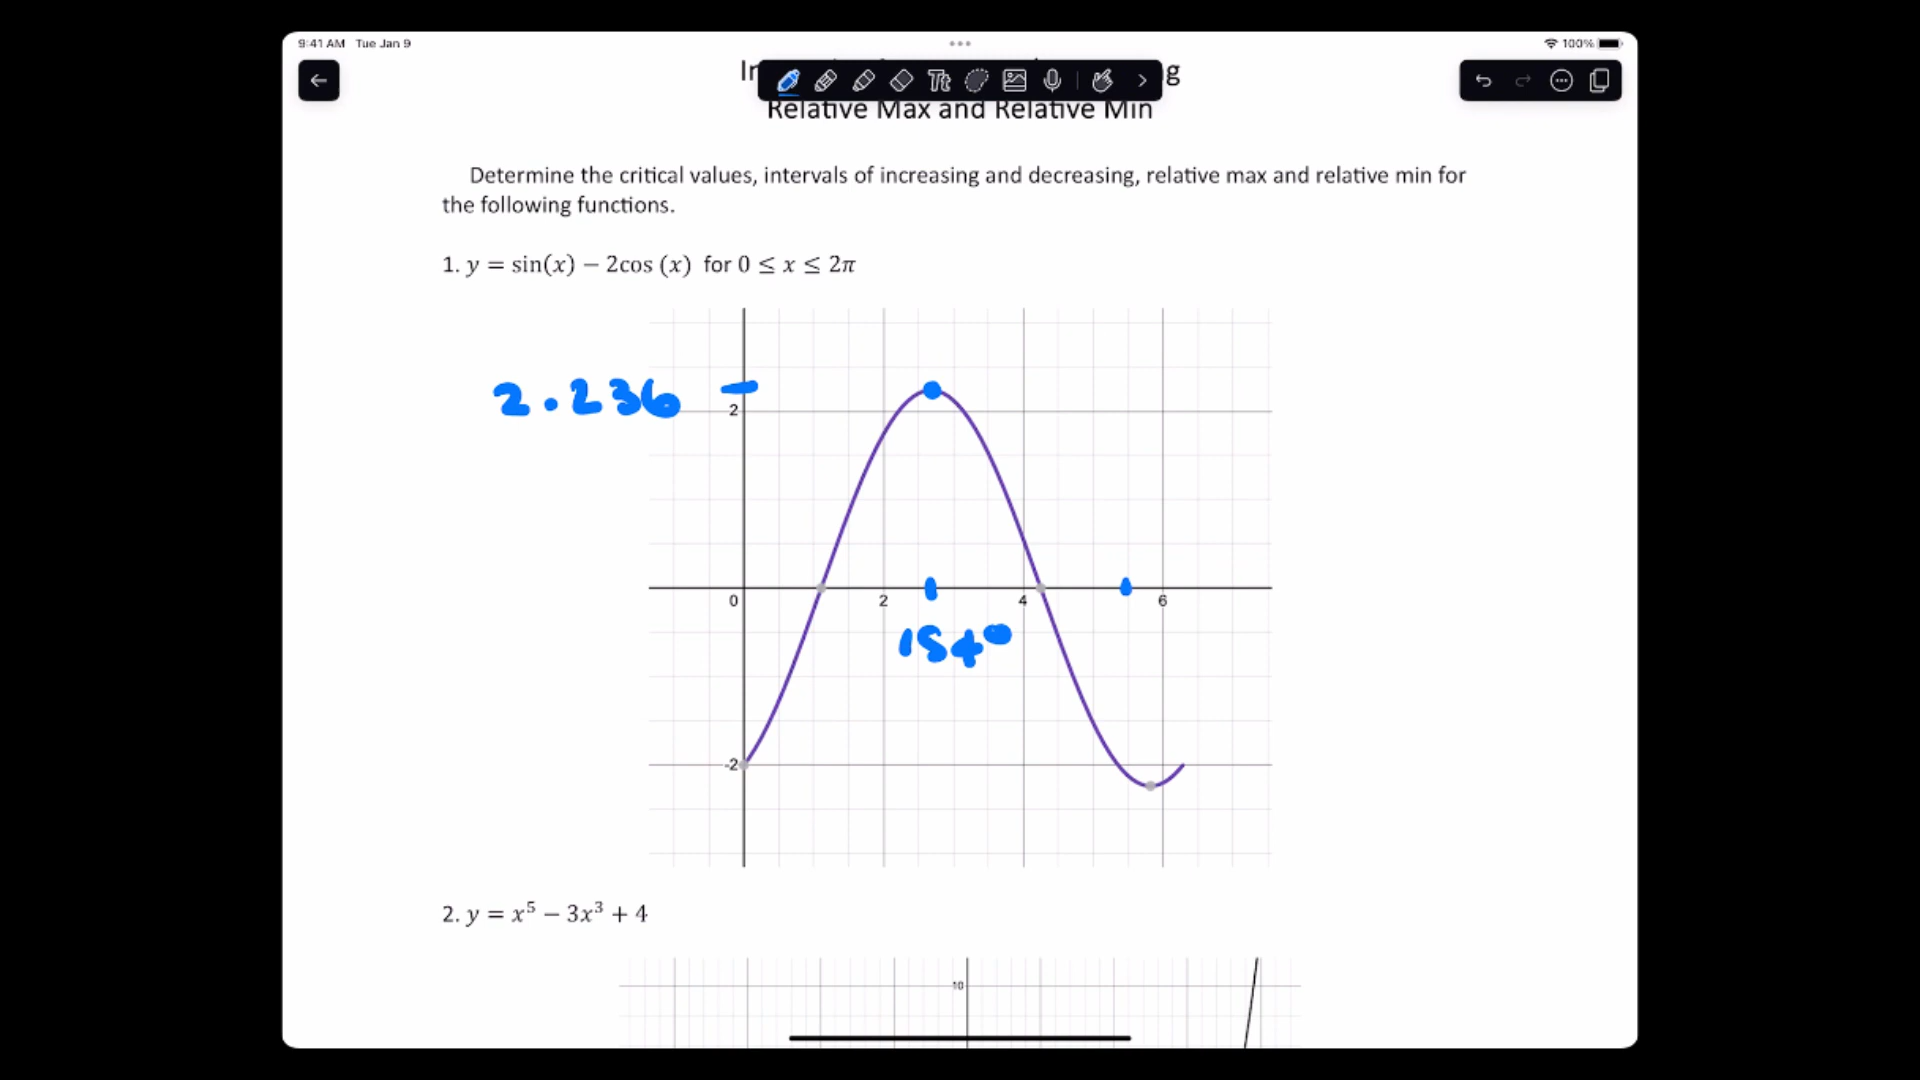 9:41 AM Tue Jan 9
100%
Tt
g
Relative Max and Relative Min
Determine the critical values, intervals of increasing and decreasing, relative max and relative min for
the following functions.
1. y = sin(x) − 2cos (x) for 0 ≤ x ≤ 2π
2.236
2
0 2 4 6
154°
-2
2. y = x⁵ − 3x³ + 4
10